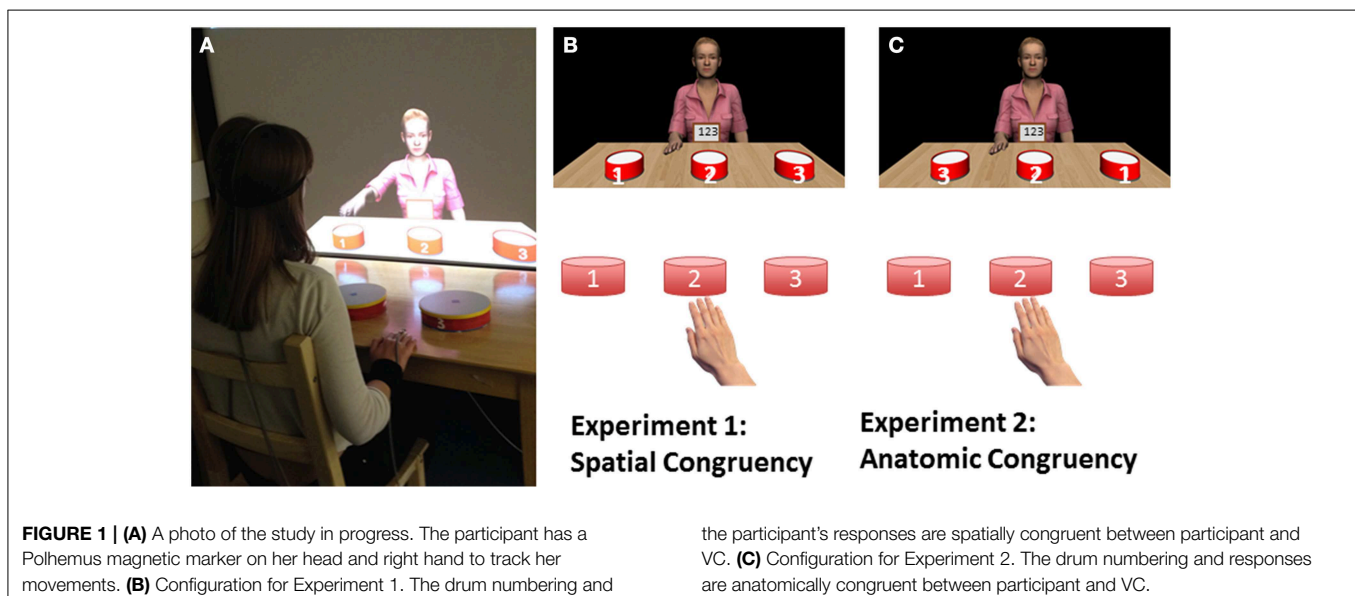 A
B
C
123
123
1 2 3
3 2 1
1 2 3
3
1 2 3
1 2 3
Experiment 1:
Spatial Congruency
Experiment 2:
Anatomic Congruency
FIGURE 1 | (A) A photo of the study in progress. The participant has a
Polhemus magnetic marker on her head and right hand to track her
movements. (B) Configuration for Experiment 1. The drum numbering and
the participant's responses are spatially congruent between participant and
VC. (C) Configuration for Experiment 2. The drum numbering and responses
are anatomically congruent between participant and VC.